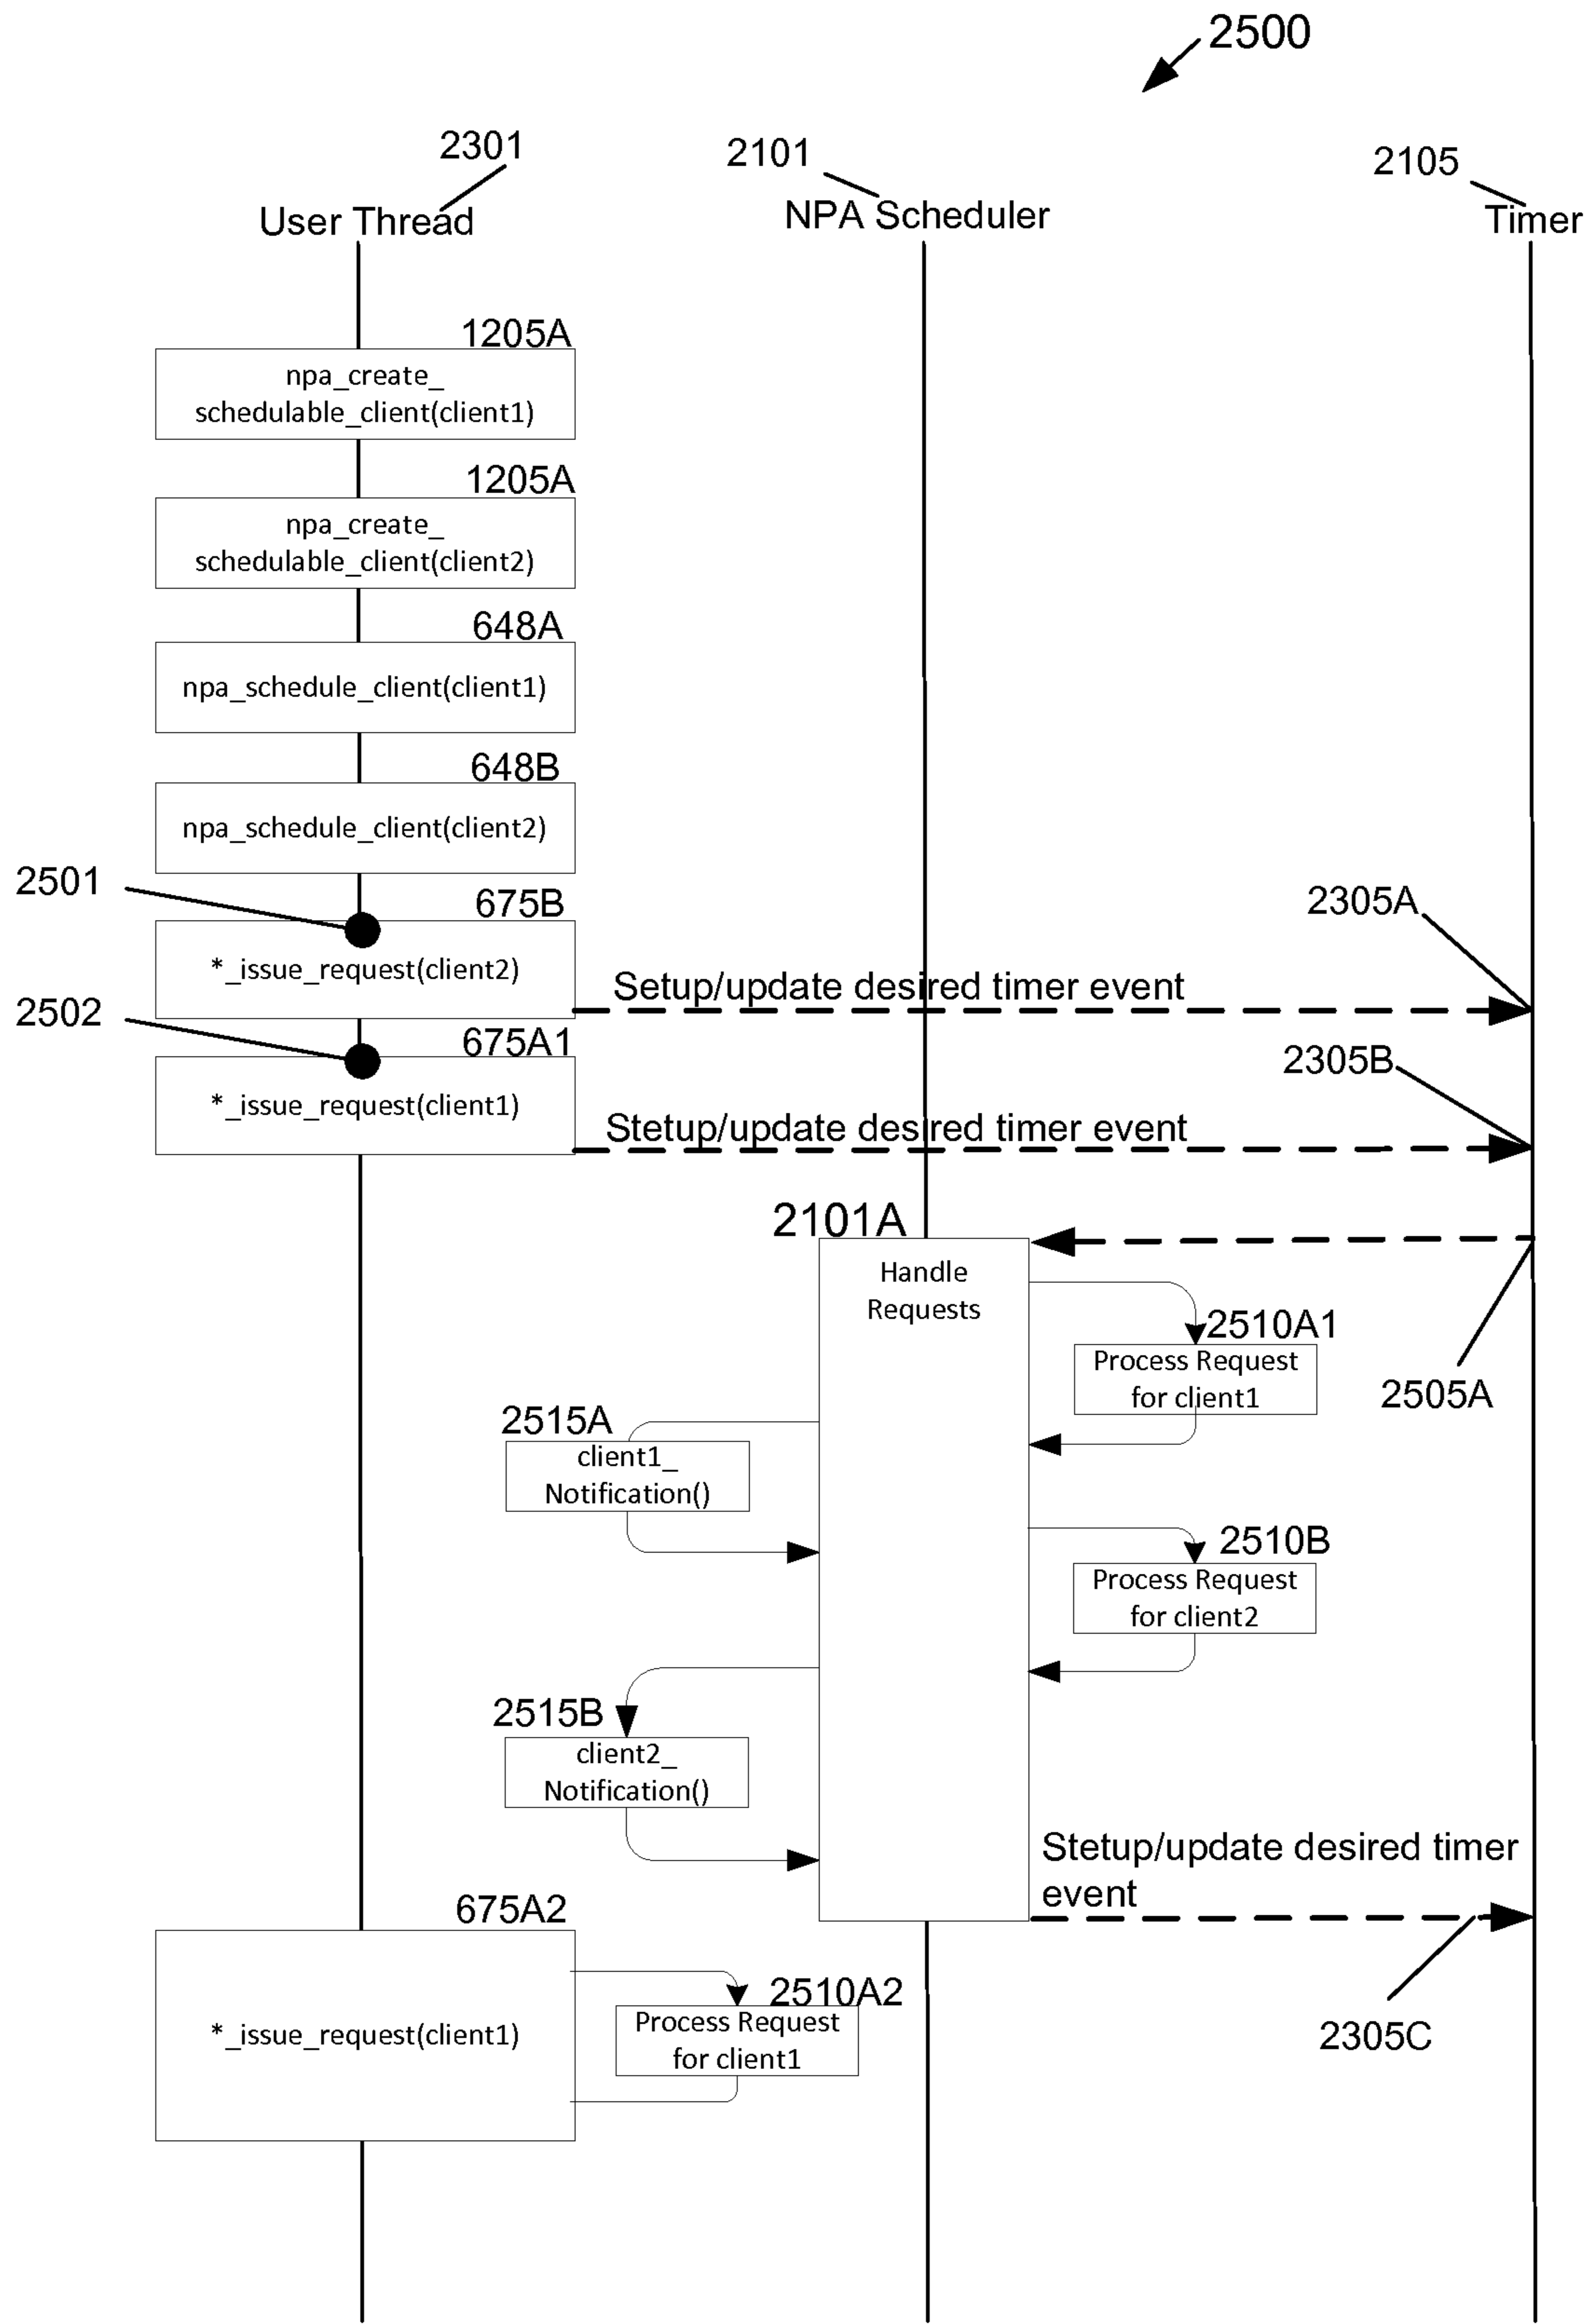 2500
2301
2101
2105
User Thread
NPA Scheduler
Timer
1205A
npa_create_
schedulable_client(client1)
1205A
npa_create_
schedulable_client(client2)
648A
npa_schedule_client(client1)
648B
npa_schedule_client(client2)
2501
675B
2305A
*_issue_request(client2)
Setup/update desired timer event
2502
675A1
2305B
*_issue_request(client1)
Stetup/update desired timer event
2101A
Handle
Requests
2510A1
Process Request
for client1
2505A
2515A
client1_
Notification()
2510B
Process Request
for client2
2515B
client2_
Notification()
Stetup/update desired timer
event
675A2
2510A2
Process Request
for client1
*_issue_request(client1)
2305C